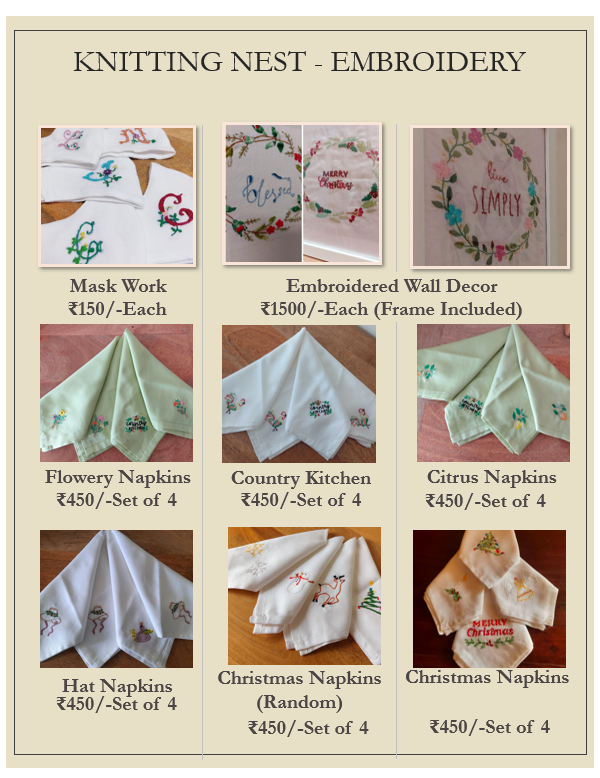 KNITTING NEST - EMBROIDERY
blessed
MERRY
Christmas
live
SIMPLY
Mask Work
₹150/-Each
Embroidered Wall Decor
₹1500/-Each (Frame Included)
Flowery Napkins
₹450/-Set of 4
Country Kitchen
₹450/-Set of 4
Citrus Napkins
₹450/-Set of 4
MERRY
Christmas
Hat Napkins
₹450/-Set of 4
Christmas Napkins
(Random)
₹450/-Set of 4
Christmas Napkins
₹450/-Set of 4